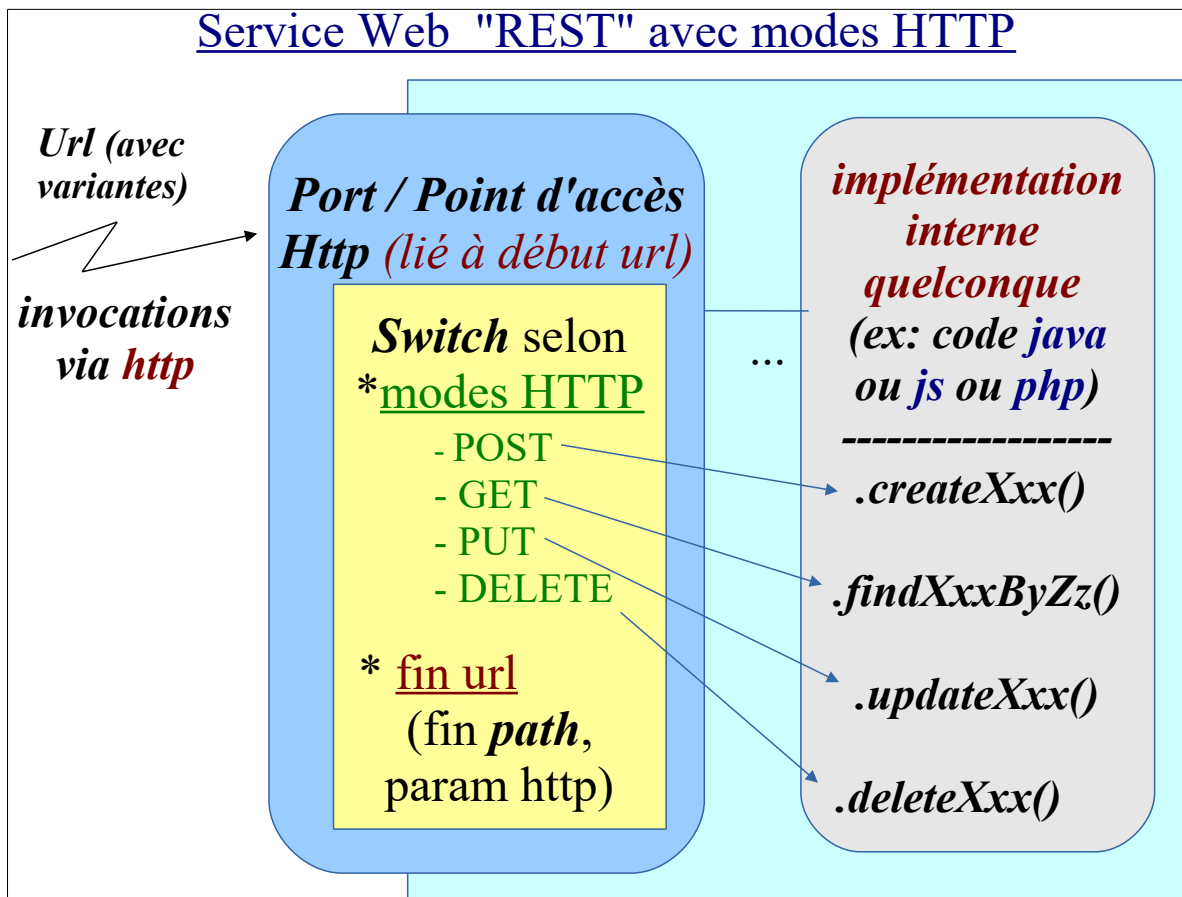 Service Web "REST" avec modes HTTP
Url (avec
variantes)
invocations
via http
Port / Point d'accès
Http (lié à début url)
Switch selon
*modes HTTP
- POST
- GET
- PUT
- DELETE
* fin url
(fin path,
param http)
...
implémentation
interne
quelconque
(ex: code java
ou js ou php)
------------------
.createXxx()
.findXxxByZz()
.updateXxx()
.deleteXxx()